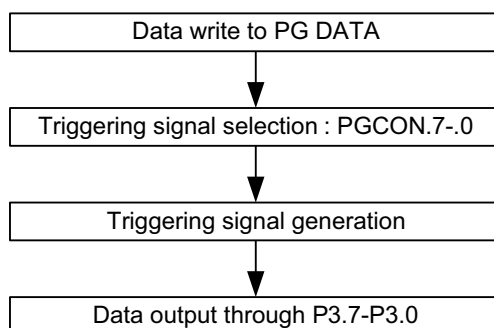 Data write to PG DATA
Triggering signal selection : PGCON.7-.0
Triggering signal generation
Data output through P3.7-P3.0